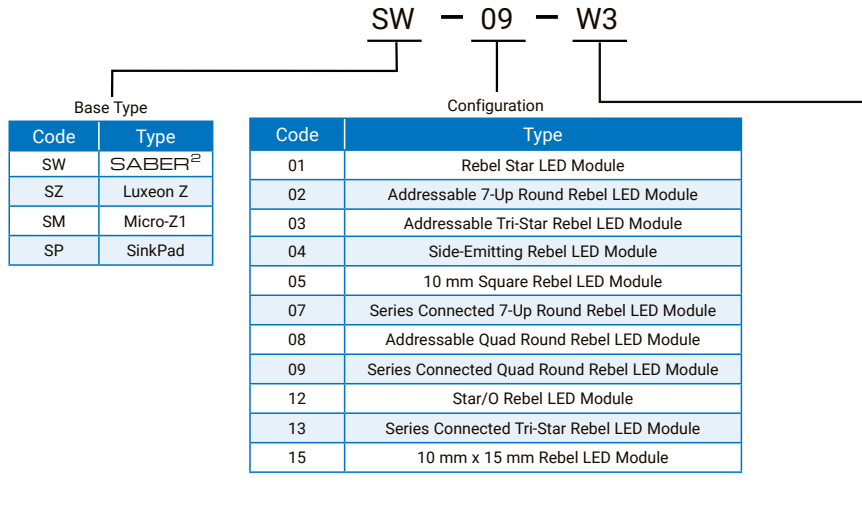 SW - 09 - W3
Base Type
Code Type
SW SABER²
SZ Luxeon Z
SM Micro-Z1
SP SinkPad
Configuration
Code Type
01 Rebel Star LED Module
02 Addressable 7-Up Round Rebel LED Module
03 Addressable Tri-Star Rebel LED Module
04 Side-Emitting Rebel LED Module
05 10 mm Square Rebel LED Module
07 Series Connected 7-Up Round Rebel LED Module
08 Addressable Quad Round Rebel LED Module
09 Series Connected Quad Round Rebel LED Module
12 Star/O Rebel LED Module
13 Series Connected Tri-Star Rebel LED Module
15 10 mm x 15 mm Rebel LED Module